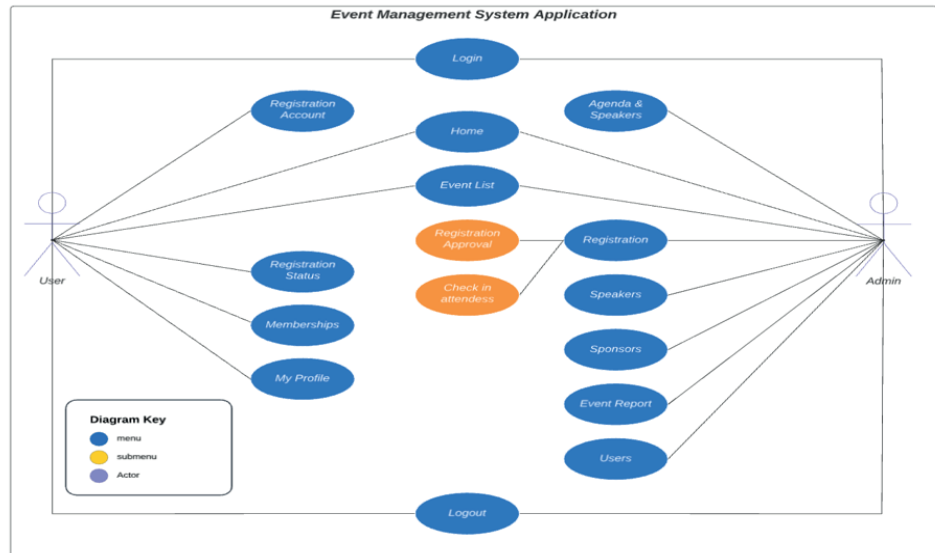 Event Management System Application
Login
Registration
Account
Agenda &
Speakers
Home
Event List
Registration
Approval
Registration
User
Admin
Registration
Status
Check in
attendess
Speakers
Memberships
Sponsors
My Profile
Event Report
Diagram Key
menu
submenu
Actor
Users
Logout